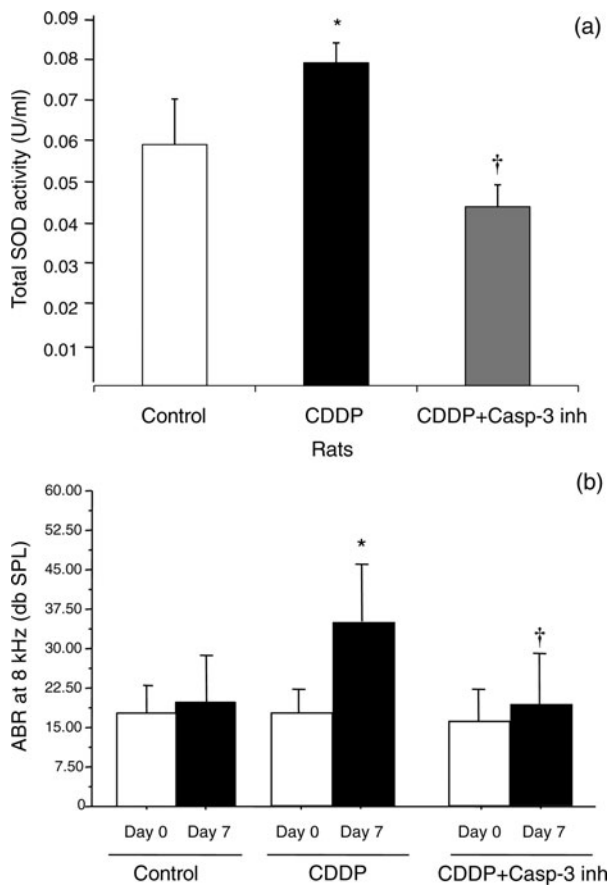 (a)
Total SOD activity (U/ml)
0.09
0.08
0.07
0.06
0.05
0.04
0.03
0.02
0.01
*
†
Control CDDP CDDP+Casp-3 inh
Rats
(b)
ABR at 8 kHz (db SPL)
60.00
52.50
45.00
37.50
30.00
22.50
15.00
7.50
0
*
†
Day 0 Day 7 Day 0 Day 7 Day 0 Day 7
Control CDDP CDDP+Casp-3 inh